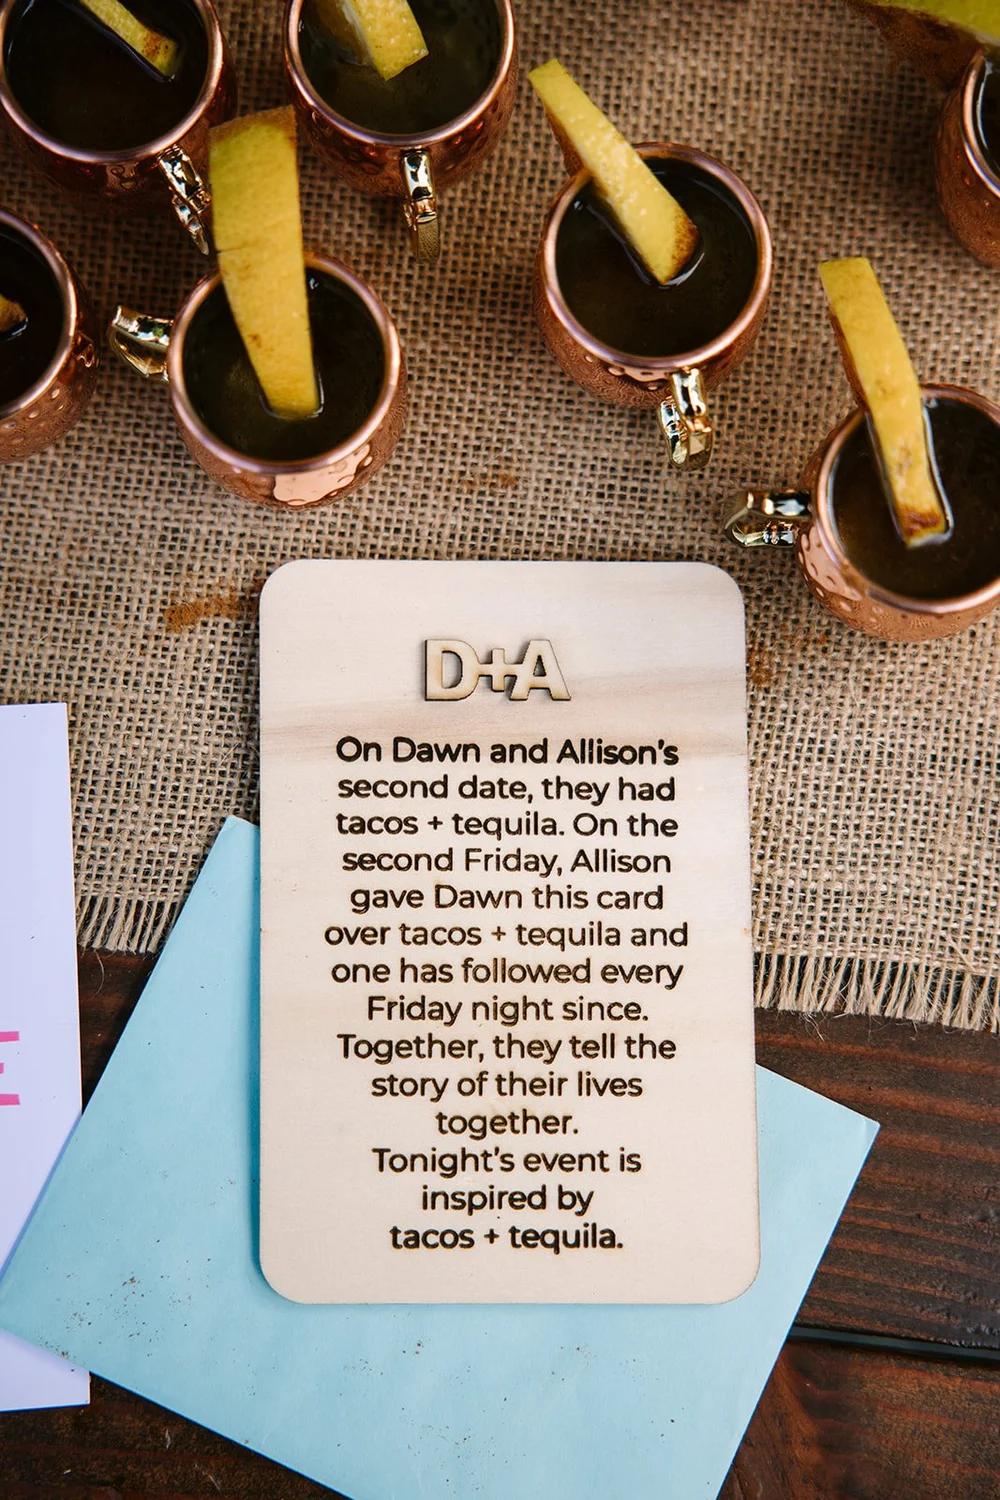 D+A
On Dawn and Allison's
second date, they had
tacos + tequila. On the
second Friday, Allison
gave Dawn this card
over tacos + tequila and
one has followed every
Friday night since.
Together, they tell the
story of their lives
together.
Tonight's event is
inspired by
tacos + tequila.